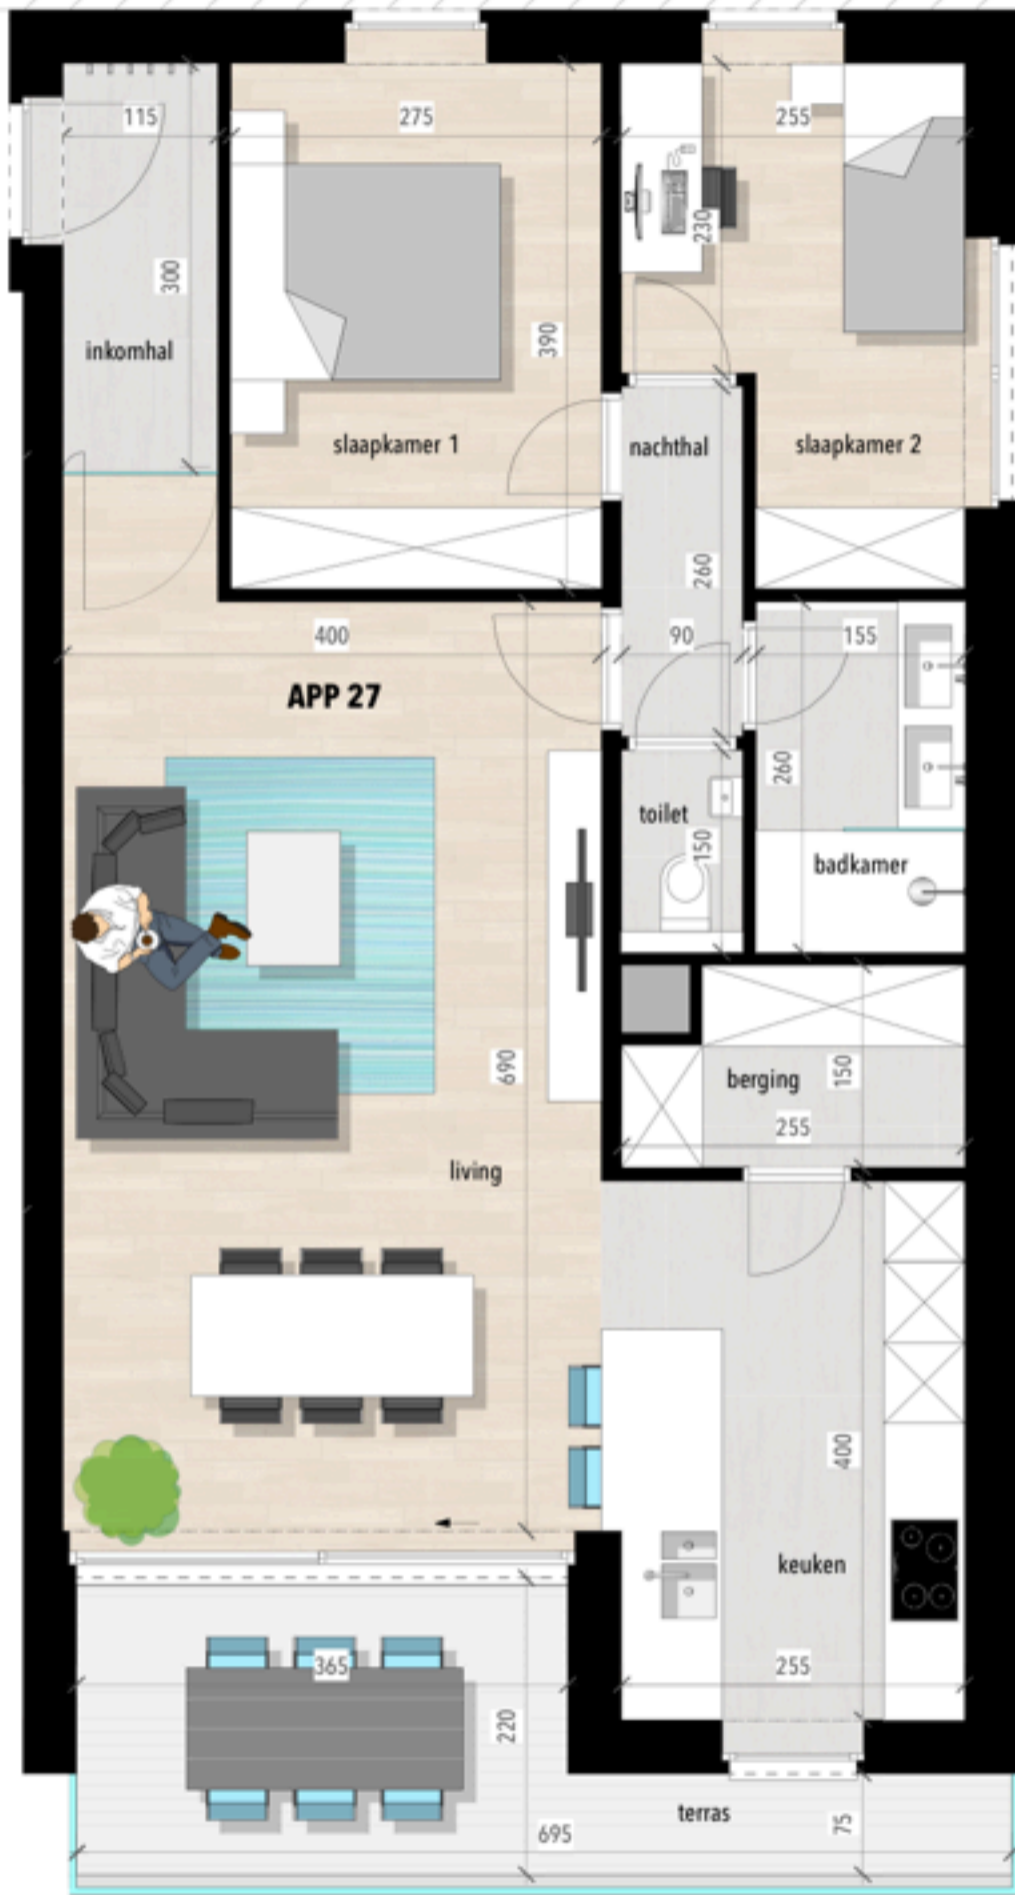 115
275
255
230
300
inkomhal
390
slaapkamer 1
nachthal
slaapkamer 2
260
400
90
155
APP 27
260
toilet
150
badkamer
690
berging
150
255
living
400
keuken
365
255
220
terras
75
695